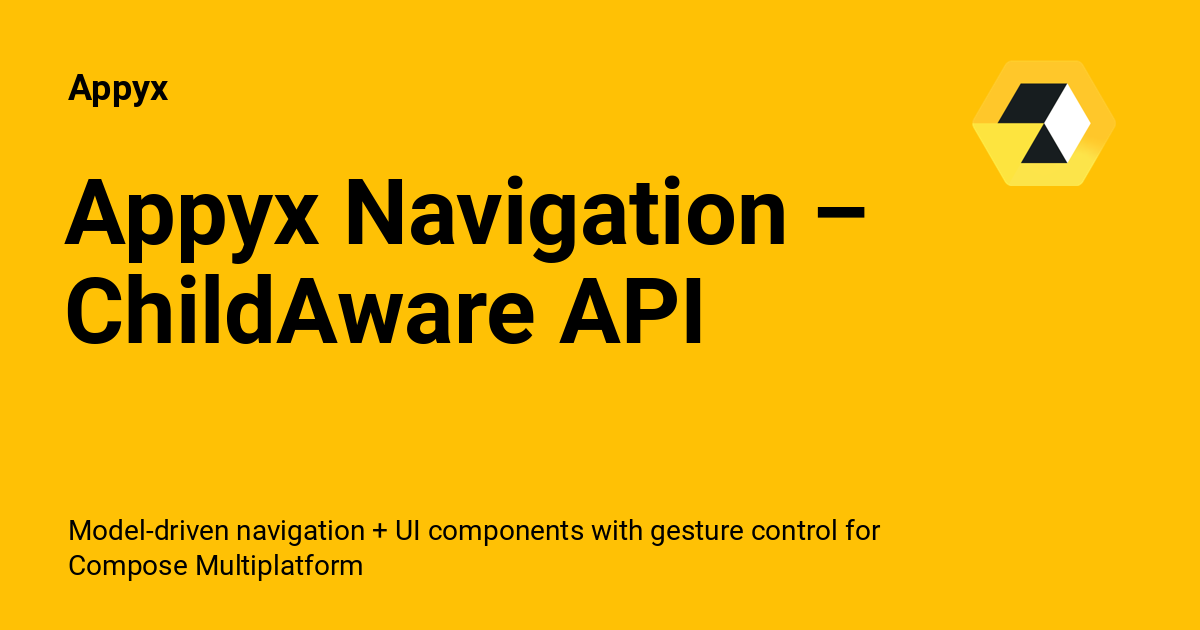 Appyx
Appyx Navigation –
ChildAware API
Model-driven navigation + UI components with gesture control for
Compose Multiplatform